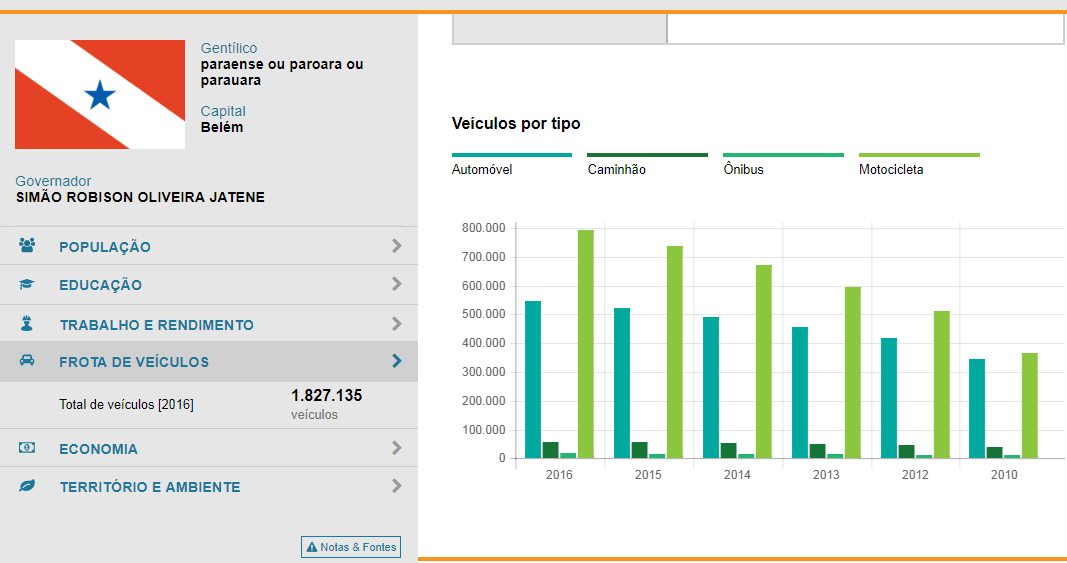 Gentílico
paraense ou paroara ou
parauara
Capital
Belém
Governador
SIMÃO ROBISON OLIVEIRA JATENE
POPULAÇÃO
EDUCAÇÃO
TRABALHO E RENDIMENTO
FROTA DE VEÍCULOS
Total de veículos [2016] 1.827.135
veículos
ECONOMIA
TERRITÓRIO E AMBIENTE
Notas & Fontes
Veículos por tipo
Automóvel Caminhão Ônibus Motocicleta
800.000
700.000
600.000
500.000
400.000
300.000
200.000
100.000
0
2016 2015 2014 2013 2012 2010